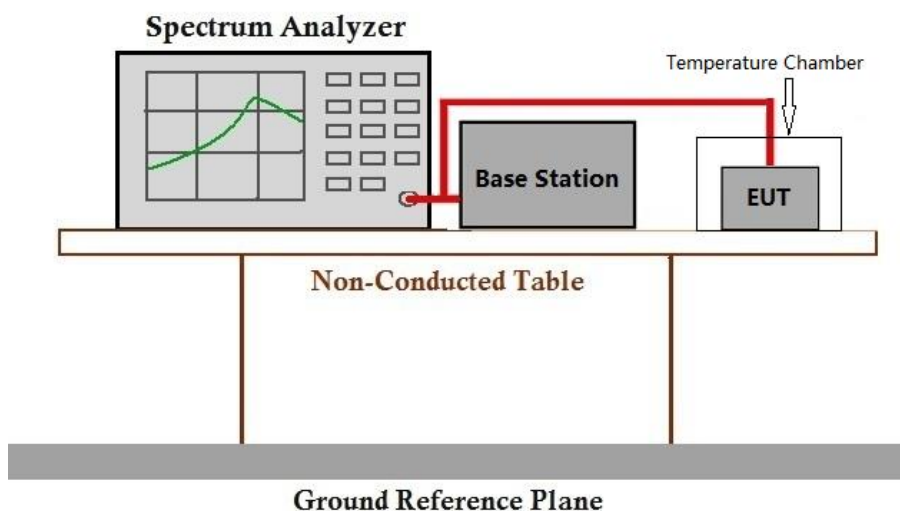 Spectrum Analyzer
Temperature Chamber
Base Station
EUT
Non-Conducted Table
Ground Reference Plane